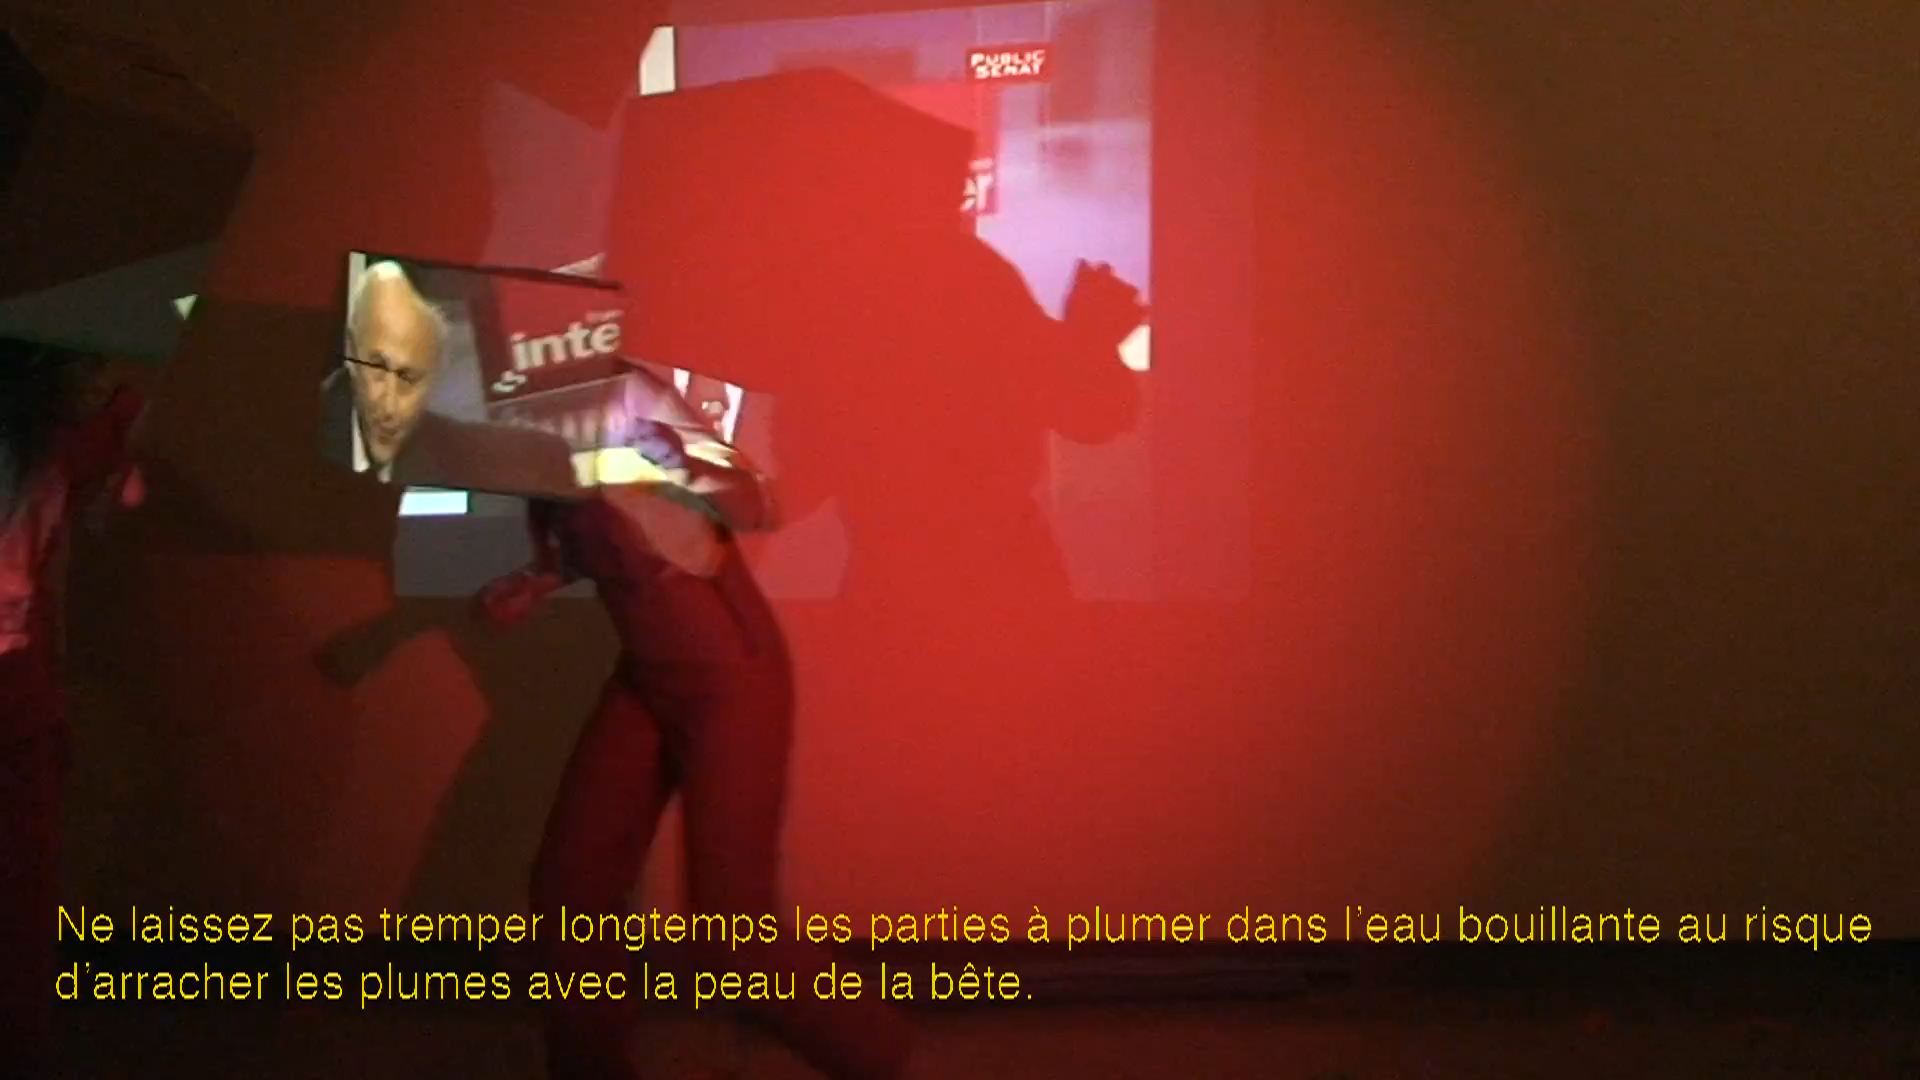 PUBLIC
SENAT
inte
Ne laissez pas tremper longtemps les parties à plumer dans l'eau bouillante au risque
d'arracher les plumes avec la peau de la bête.